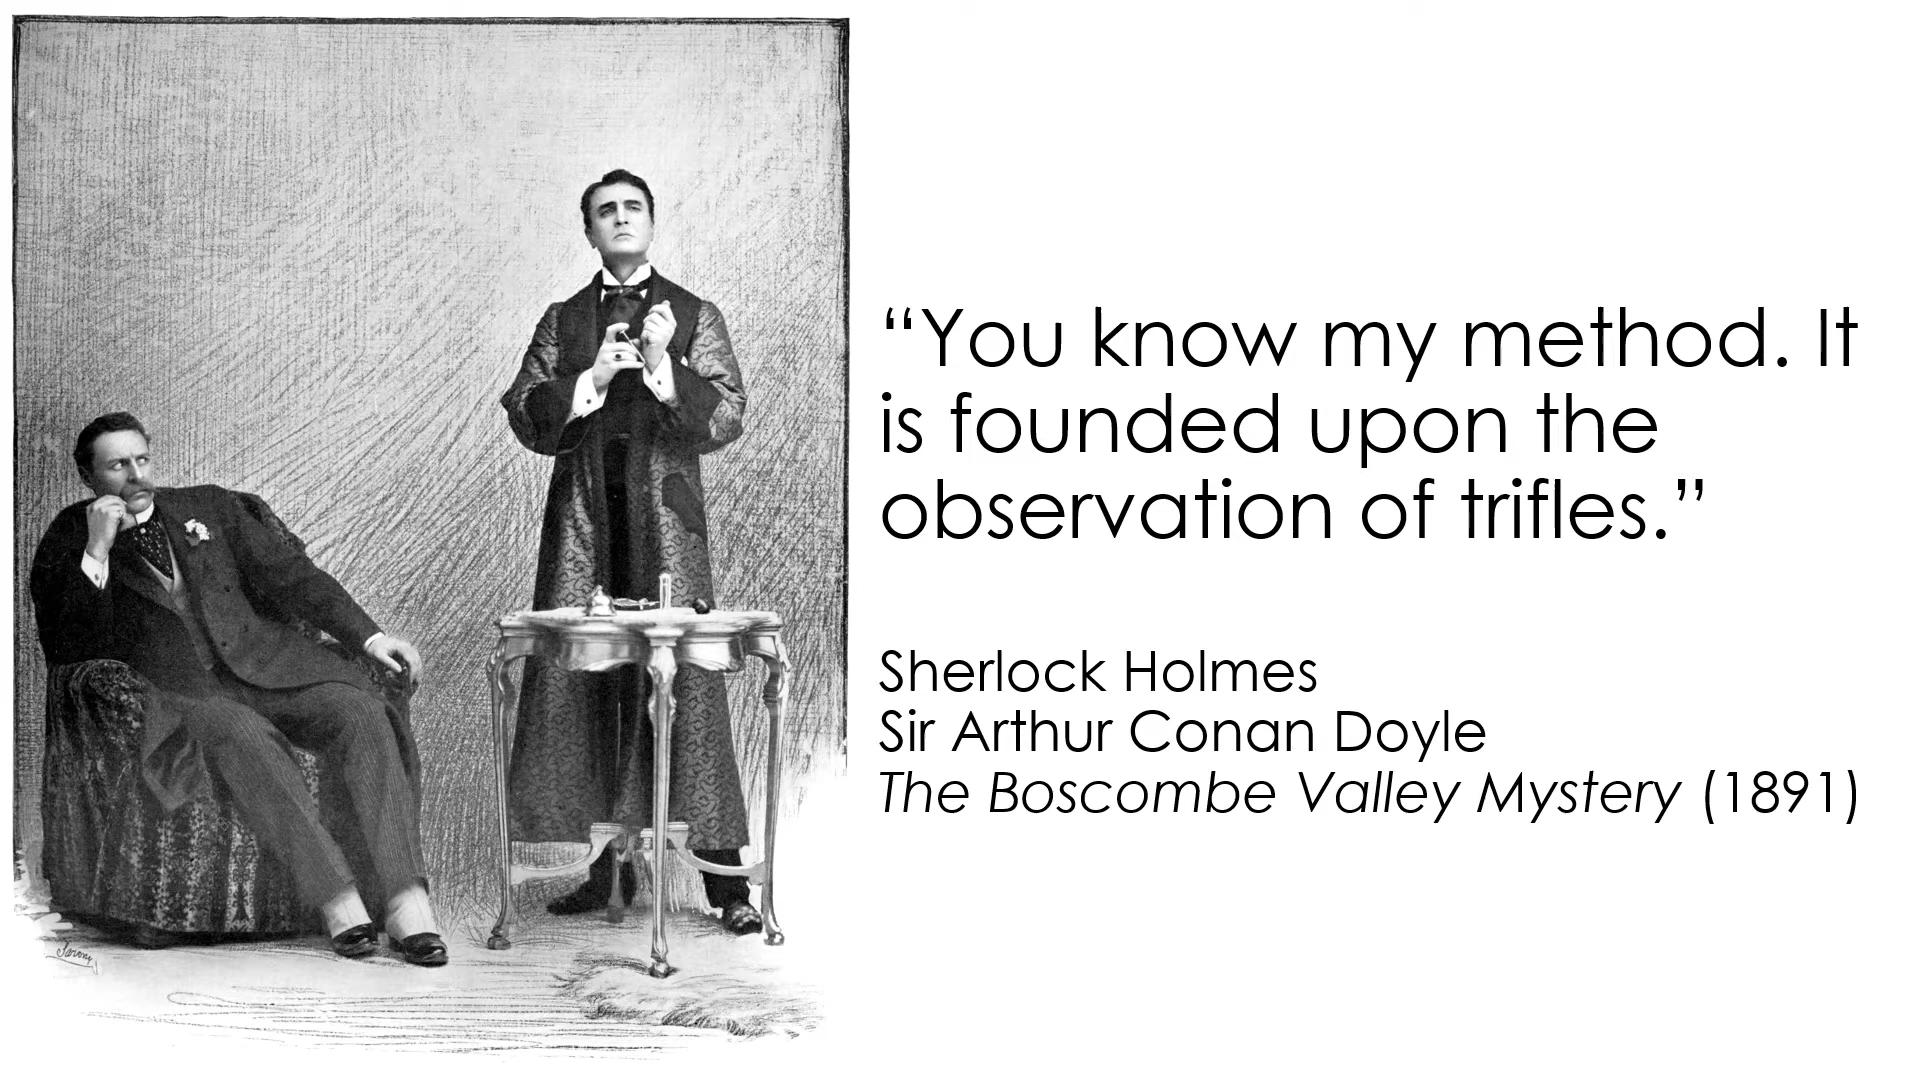 “You know my method. It
is founded upon the
observation of trifles.”
Sherlock Holmes
Sir Arthur Conan Doyle
The Boscombe Valley Mystery (1891)
Sarony